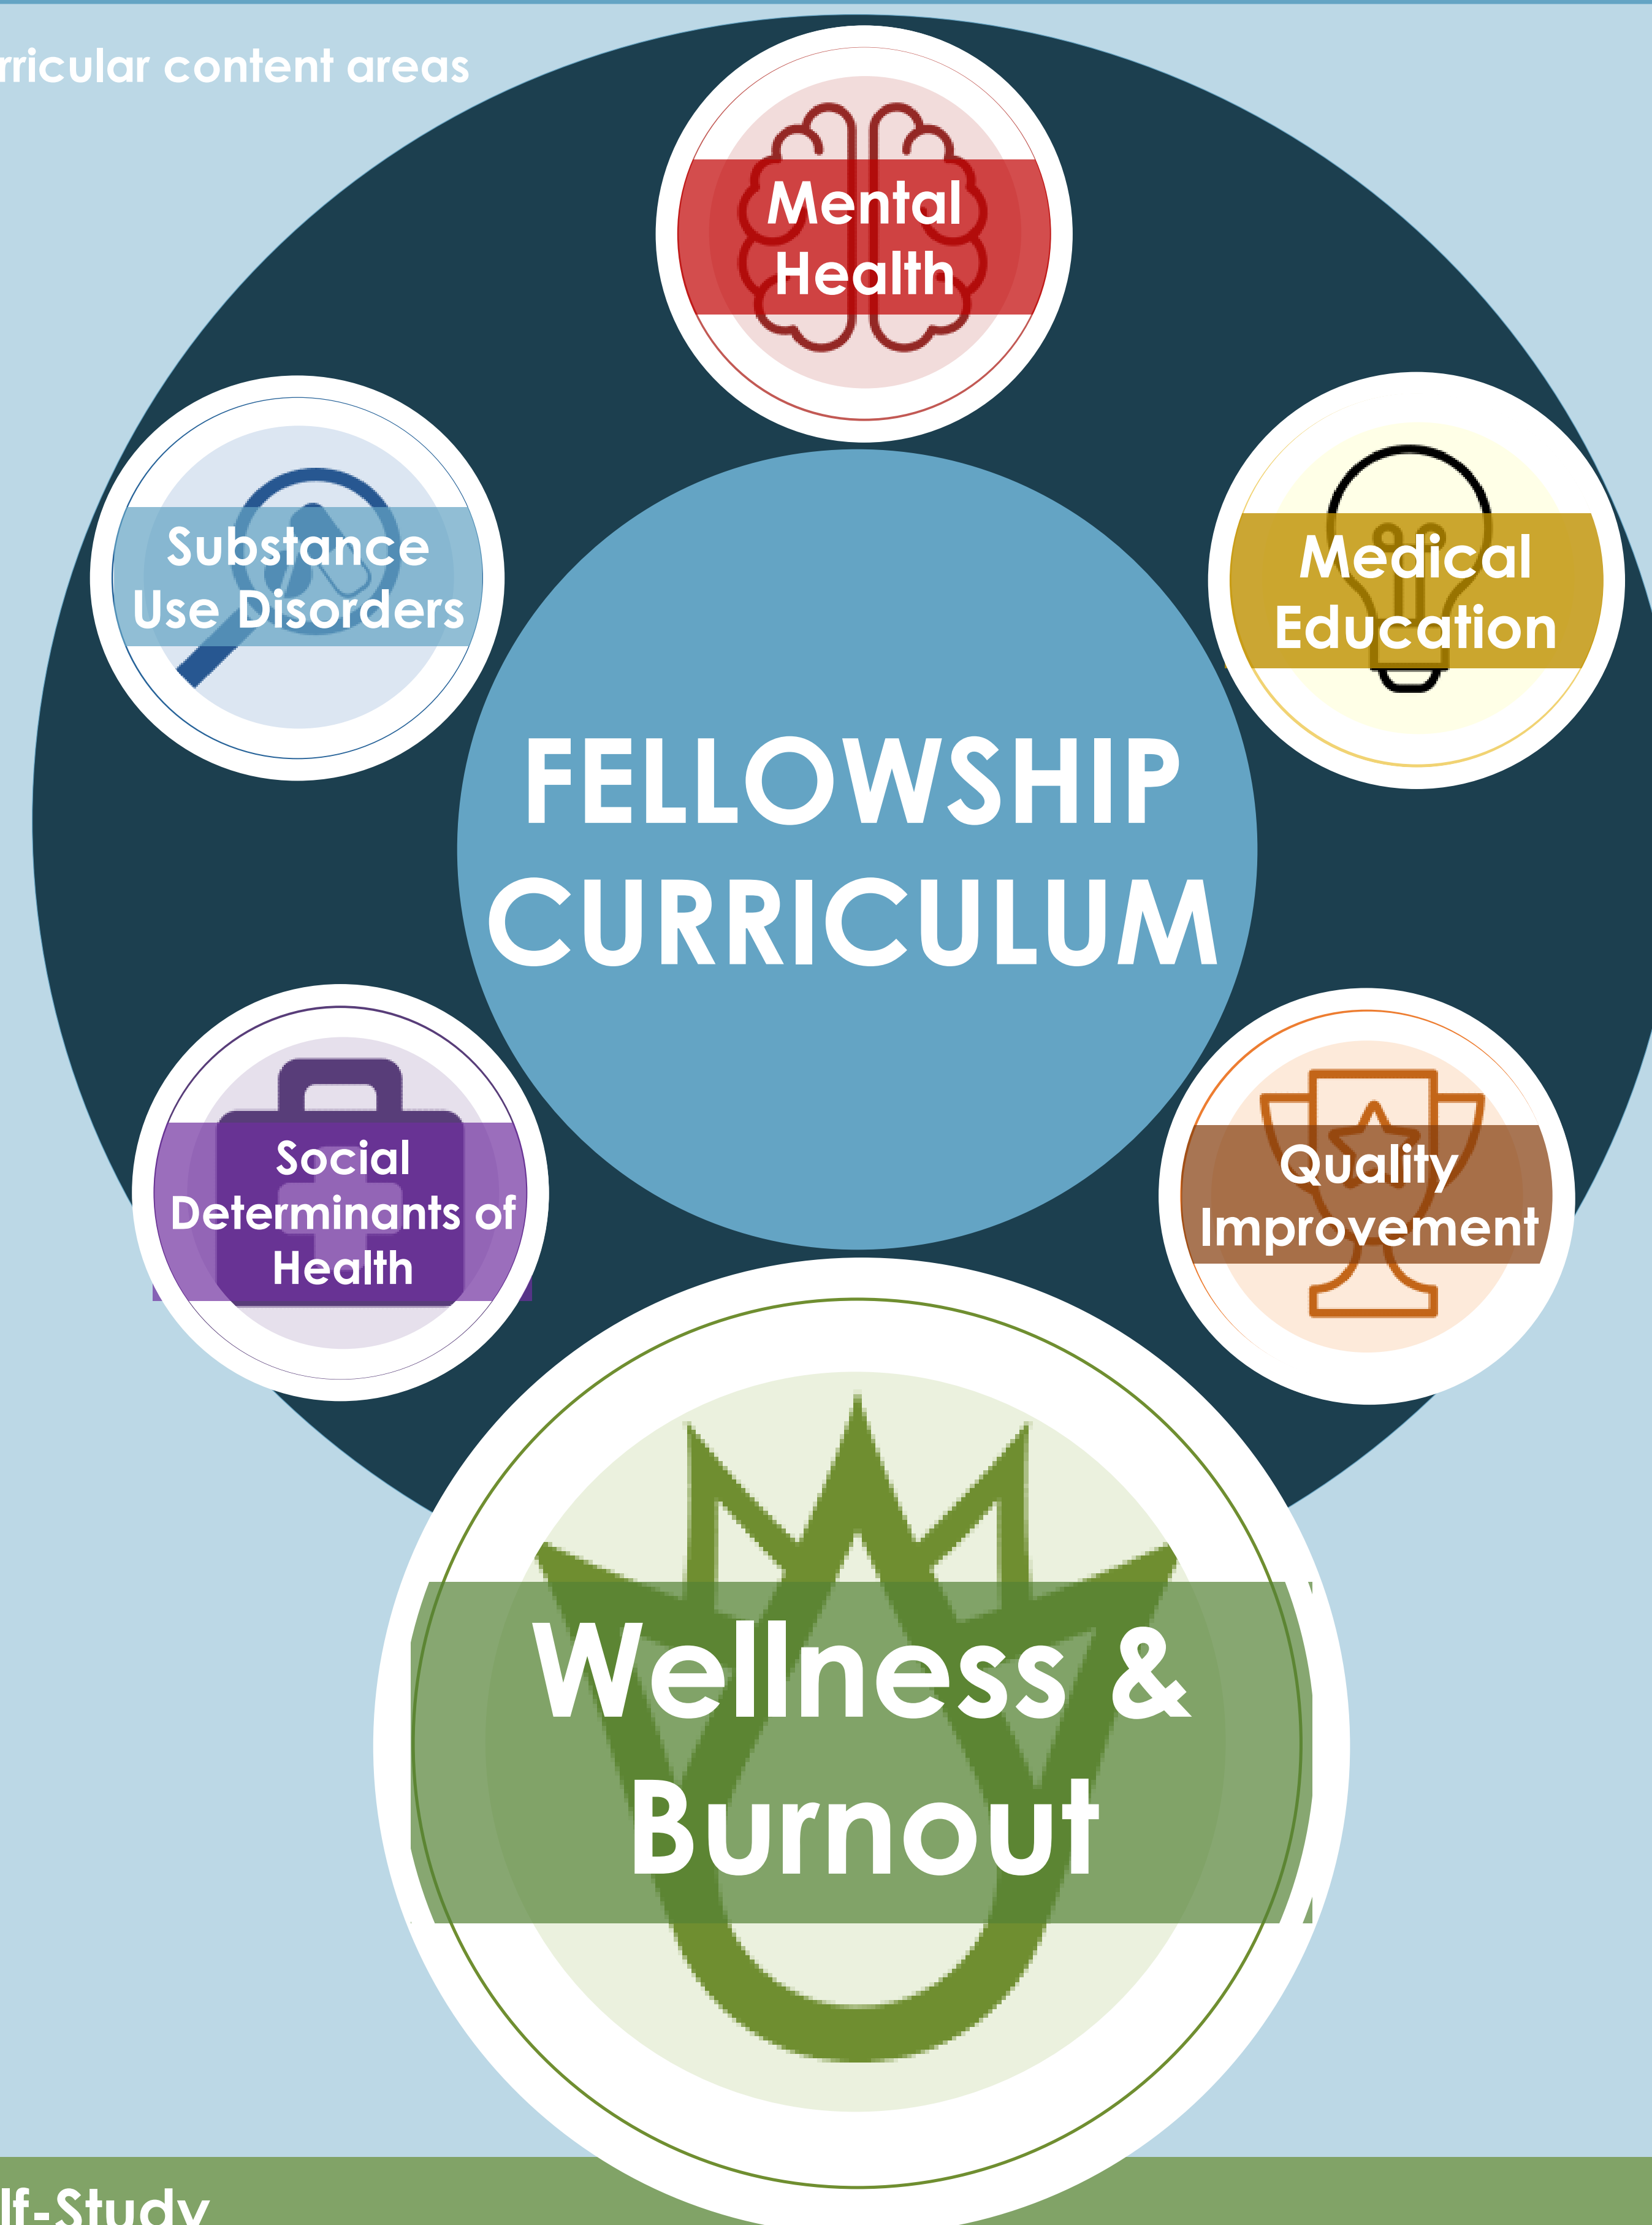 rricular content areas
Mental
Health
Substance
Use Disorders
Medical
Education
FELLOWSHIP
CURRICULUM
Social
Determinants of
Health
Quality
Improvement
Wellness &
Burnout
lf-Study